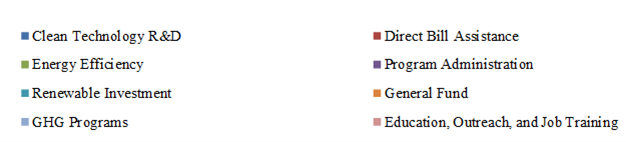 Clean Technology R&D
Direct Bill Assistance
Energy Efficiency
Program Administration
Renewable Investment
General Fund
GHG Programs
Education, Outreach, and Job Training